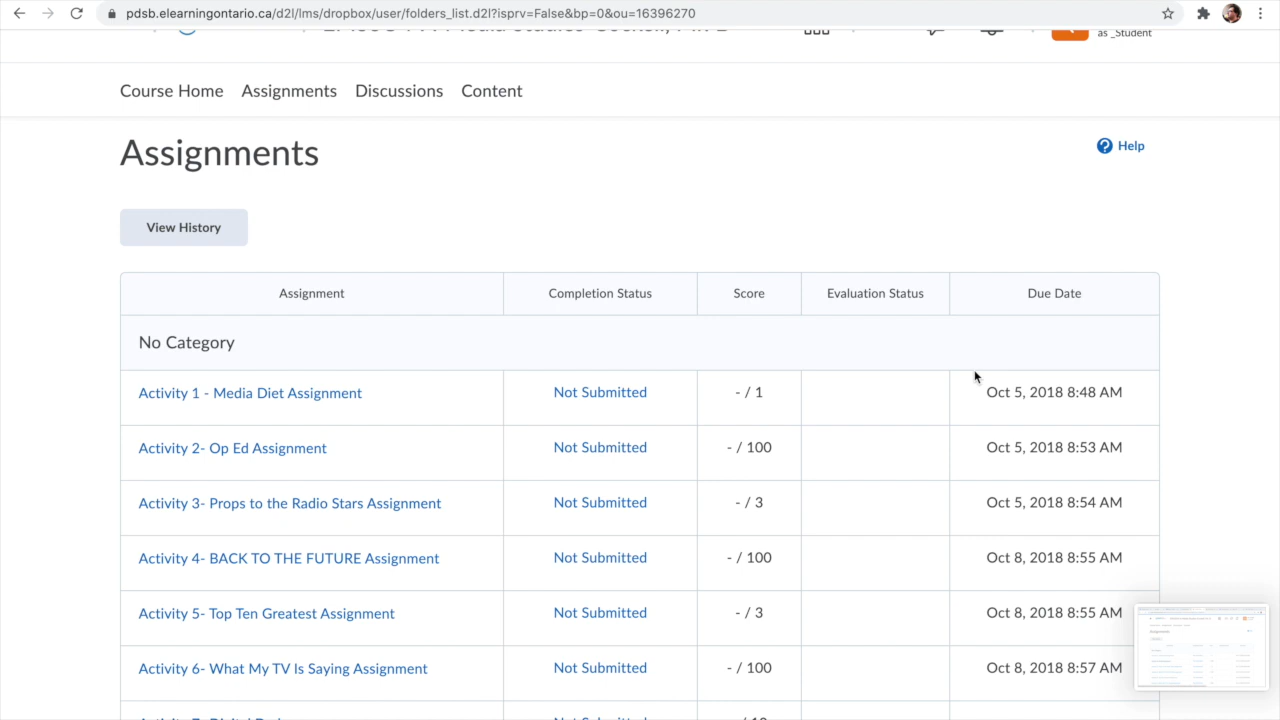 pdsb.elearningontario.ca/d2l/lms/dropbox/user/folders_list.d2l?isprv=False&bp=0&ou=16396270
as _Student
Course Home Assignments Discussions Content
Assignments
Help
View History
Assignment Completion Status Score Evaluation Status Due Date
No Category
Activity 1 - Media Diet Assignment Not Submitted - / 1 Oct 5, 2018 8:48 AM
Activity 2- Op Ed Assignment Not Submitted - / 100 Oct 5, 2018 8:53 AM
Activity 3- Props to the Radio Stars Assignment Not Submitted - / 3 Oct 5, 2018 8:54 AM
Activity 4- BACK TO THE FUTURE Assignment Not Submitted - / 100 Oct 8, 2018 8:55 AM
Activity 5- Top Ten Greatest Assignment Not Submitted - / 3 Oct 8, 2018 8:55 AM
Activity 6- What My TV Is Saying Assignment Not Submitted - / 100 Oct 8, 2018 8:57 AM